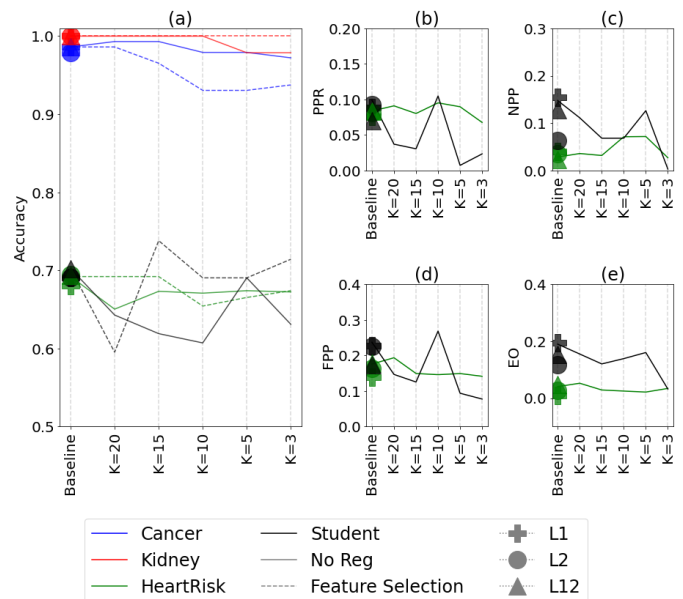 (a)
1.0
0.9
0.8
0.7
0.6
0.5
Accuracy
Baseline
K=20
K=15
K=10
K=5
K=3
(b)
0.20
0.15
0.10
0.05
0.00
PPR
Baseline
K=20
K=15
K=10
K=5
K=3
(c)
0.3
0.2
0.1
0.0
NPP
Baseline
K=20
K=15
K=10
K=5
K=3
(d)
0.4
0.3
0.2
0.1
0.0
FPP
Baseline
K=20
K=15
K=10
K=5
K=3
(e)
0.4
0.2
0.0
EO
Baseline
K=20
K=15
K=10
K=5
K=3
Cancer
Kidney
HeartRisk
Student
No Reg
Feature Selection
L1
L2
L12